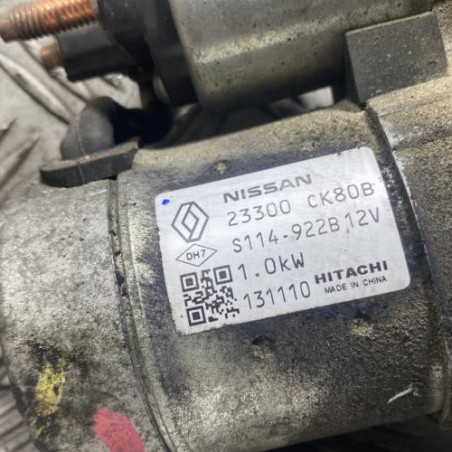 NISSAN
23300 CK80B
S114-922B 12V
DH7
1.0kW
131110 HITACHI
MADE IN CHINA